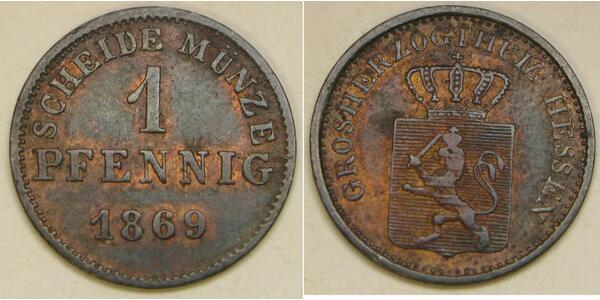 SCHEIDE MÜNZE
1
PFENNIG
1869
GROSHERZOGTHUM HESSEN